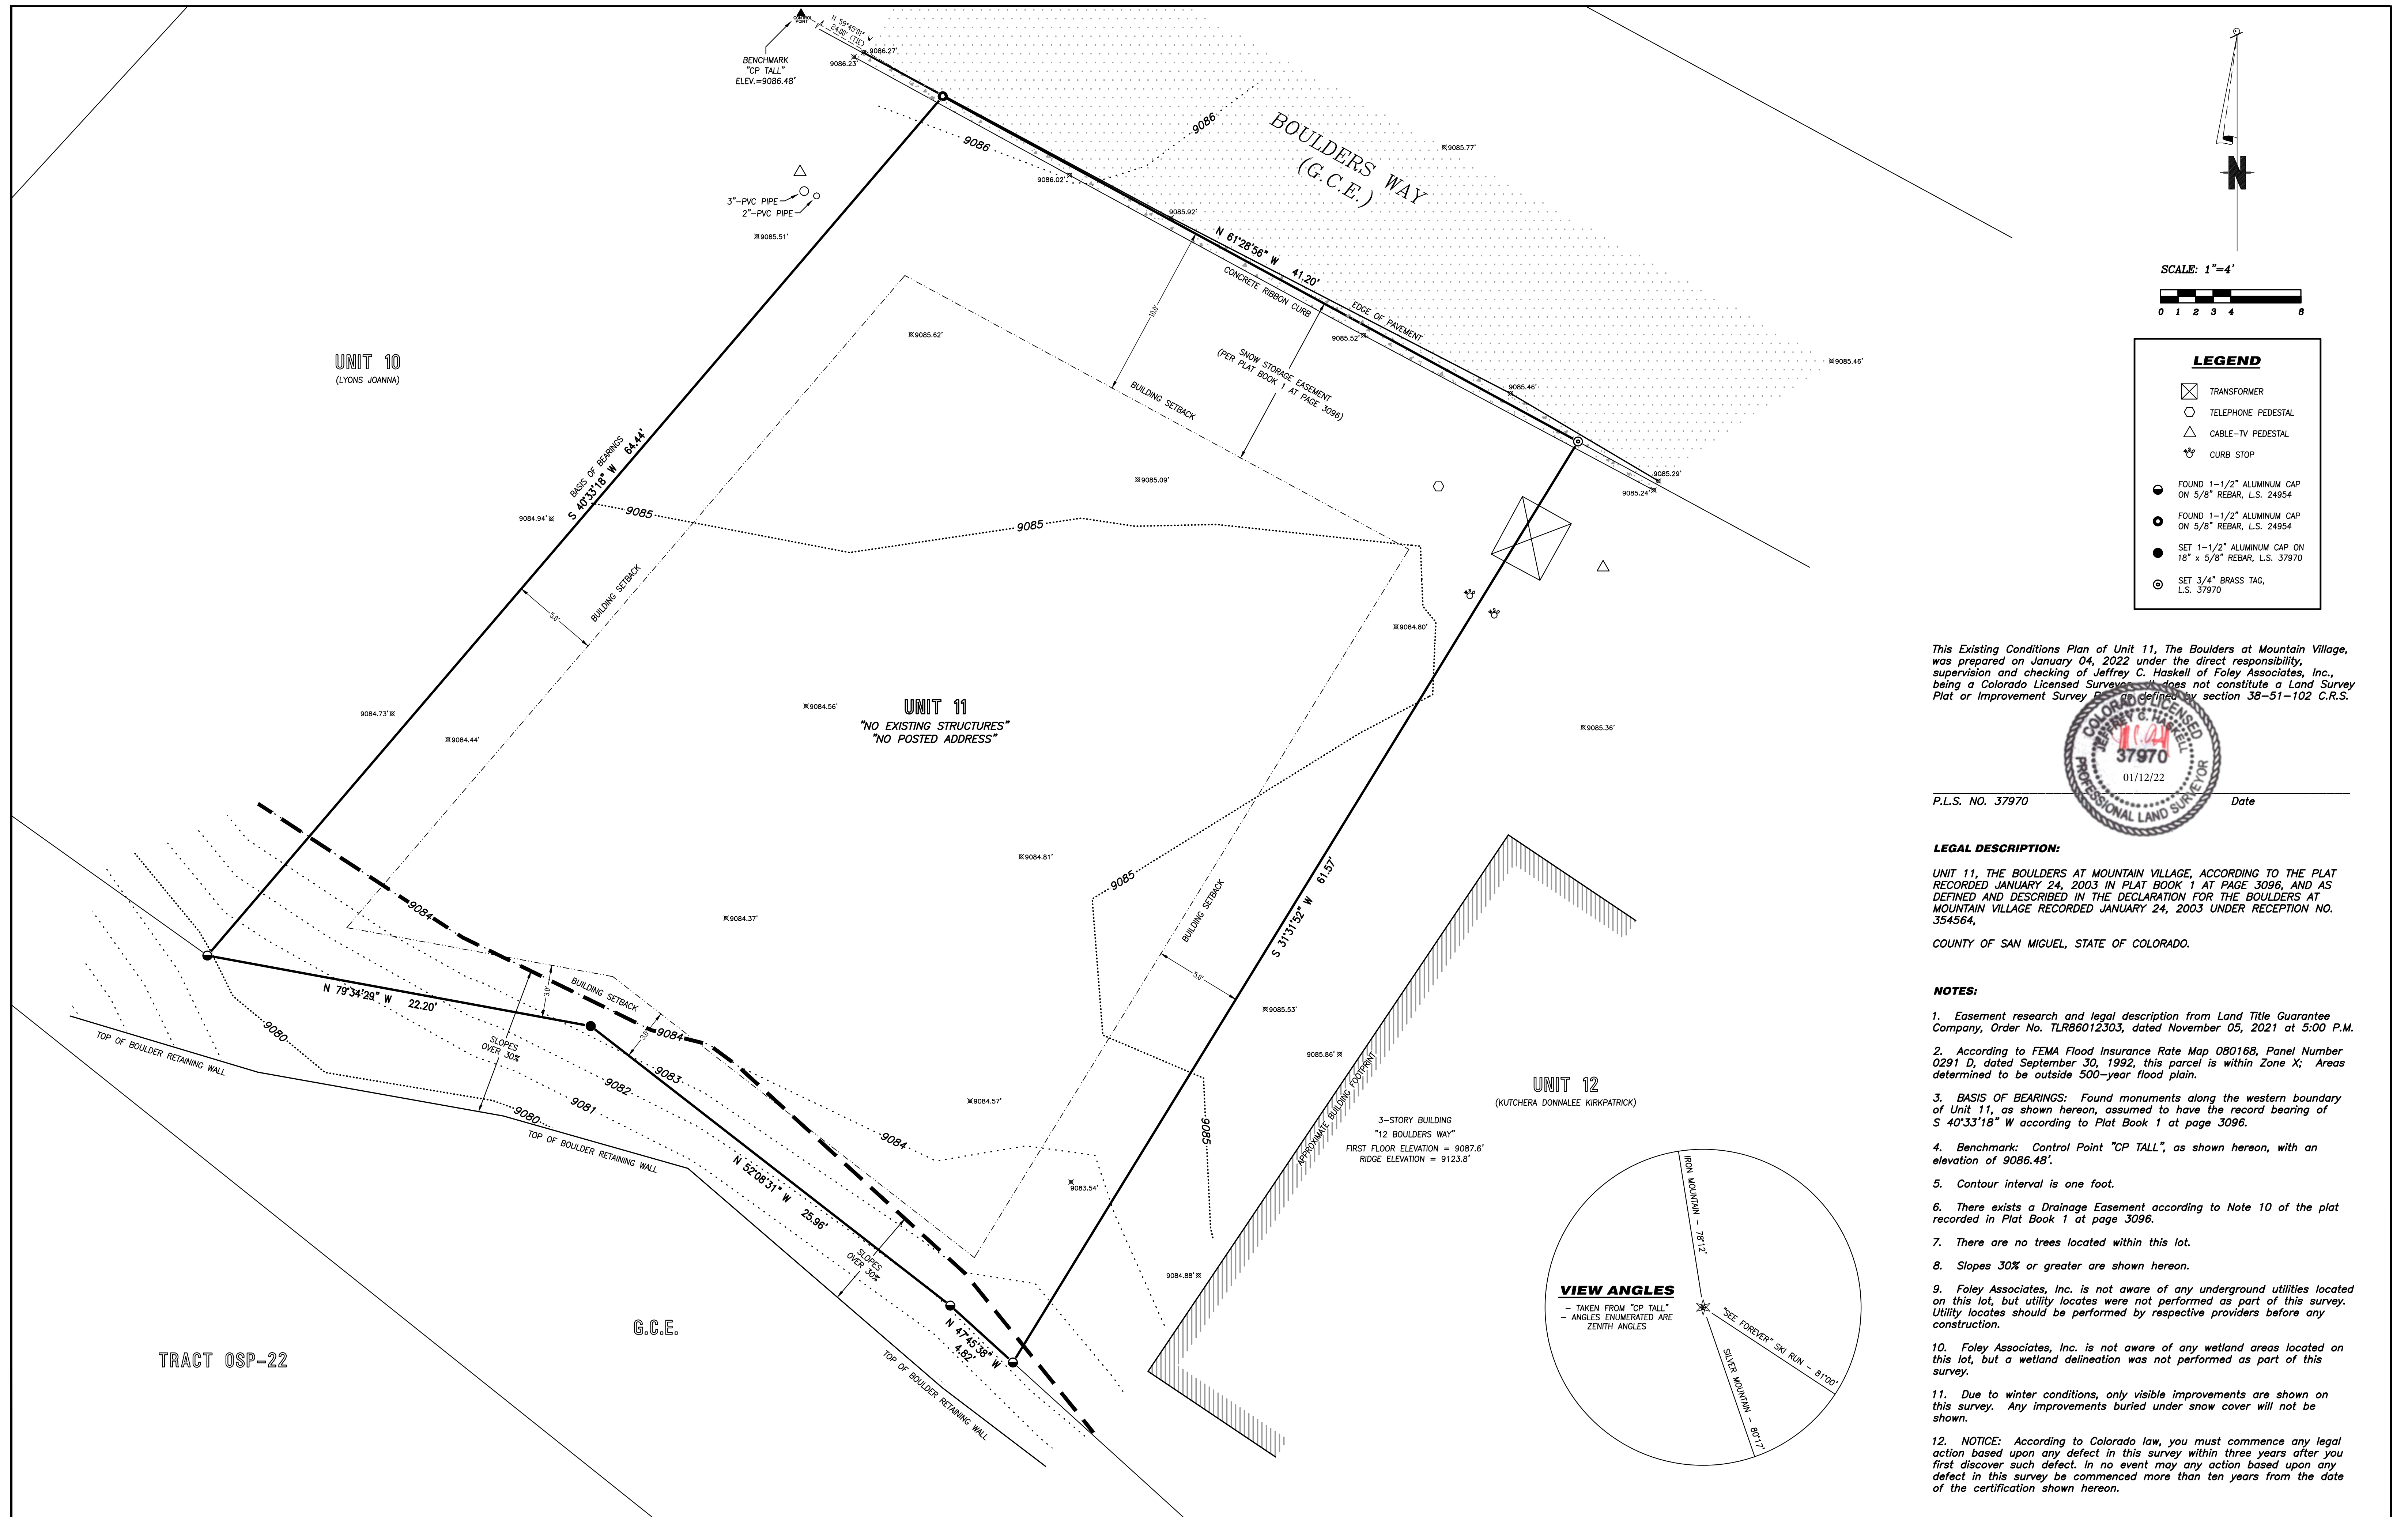 CONTROL
POINT
BENCHMARK
"CP TALL"
ELEV.=9086.48'
N 59°45'01" W
24.00' (TIE)
9086.27'
9086.23'
9086
9086
9086.02'
BOULDERS WAY
(G.C.E.)
9085.77'
3"-PVC PIPE
2"-PVC PIPE
9085.51'
9085.92'
N 61°28'56" W 41.20'
CONCRETE RIBBON CURB
EDGE OF PAVEMENT
10.0'
9085.62'
9085.52'
SNOW STORAGE EASEMENT
(PER PLAT BOOK 1 AT PAGE 3096)
BUILDING SETBACK
9085.46'
9085.46'
UNIT 10
(LYONS JOANNA)
BASIS OF BEARINGS
S 40°33'18" W 64.44'
9085.09'
9085.29'
9085.24'
9084.94'
9085
9085
BUILDING SETBACK
5.0'
9084.80'
9084.73'
9084.44'
9084.56'
UNIT 11
"NO EXISTING STRUCTURES"
"NO POSTED ADDRESS"
9085.36'
9084.81'
9085
S 31°31'52" W 61.57'
9084
9084.37'
BUILDING SETBACK
5.0'
N 79°34'29" W 22.20'
3.0'
BUILDING SETBACK
3.0'
9085.53'
9080
TOP OF BOULDER RETAINING WALL
SLOPES
OVER 30%
9084
9083
9082
9081
9080
TOP OF BOULDER RETAINING WALL
9085.86'
9084.57'
9084
9085
APPROXIMATE BUILDING FOOTPRINT
UNIT 12
(KUTCHERA DONNALEE KIRKPATRICK)
3-STORY BUILDING
"12 BOULDERS WAY"
FIRST FLOOR ELEVATION = 9087.6'
RIDGE ELEVATION = 9123.8'
N 52°08'31" W 25.96'
9083.54'
SLOPES
OVER 30%
9084.88'
G.C.E.
TRACT OSP-22
N 47°45'38" W
4.82'
TOP OF BOULDER RETAINING WALL
VIEW ANGLES
- TAKEN FROM "CP TALL"
- ANGLES ENUMERATED ARE
ZENITH ANGLES
IRON MOUNTAIN - 78°12'
"SEE FOREVER" SKI RUN - 81°00'
SILVER MOUNTAIN - 80°17'
N
SCALE: 1"=4'
0 1 2 3 4 8
LEGEND
TRANSFORMER
TELEPHONE PEDESTAL
CABLE-TV PEDESTAL
CURB STOP
FOUND 1-1/2" ALUMINUM CAP
ON 5/8" REBAR, L.S. 24954
FOUND 1-1/2" ALUMINUM CAP
ON 5/8" REBAR, L.S. 24954
SET 1-1/2" ALUMINUM CAP ON
18" x 5/8" REBAR, L.S. 37970
SET 3/4" BRASS TAG,
L.S. 37970
This Existing Conditions Plan of Unit 11, The Boulders at Mountain Village,
was prepared on January 04, 2022 under the direct responsibility,
supervision and checking of Jeffrey C. Haskell of Foley Associates, Inc.,
being a Colorado Licensed Surveyor. It does not constitute a Land Survey
Plat or Improvement Survey as defined by section 38-51-102 C.R.S.
COLORADO LICENSED
JEFFREY C. HASKELL
37970
01/12/22
PROFESSIONAL LAND SURVEYOR
P.L.S. NO. 37970 Date
LEGAL DESCRIPTION:
UNIT 11, THE BOULDERS AT MOUNTAIN VILLAGE, ACCORDING TO THE PLAT
RECORDED JANUARY 24, 2003 IN PLAT BOOK 1 AT PAGE 3096, AND AS
DEFINED AND DESCRIBED IN THE DECLARATION FOR THE BOULDERS AT
MOUNTAIN VILLAGE RECORDED JANUARY 24, 2003 UNDER RECEPTION NO.
354564,
COUNTY OF SAN MIGUEL, STATE OF COLORADO.
NOTES:
1. Easement research and legal description from Land Title Guarantee
Company, Order No. TLR86012303, dated November 05, 2021 at 5:00 P.M.
2. According to FEMA Flood Insurance Rate Map 080168, Panel Number
0291 D, dated September 30, 1992, this parcel is within Zone X; Areas
determined to be outside 500-year flood plain.
3. BASIS OF BEARINGS: Found monuments along the western boundary
of Unit 11, as shown hereon, assumed to have the record bearing of
S 40°33'18" W according to Plat Book 1 at page 3096.
4. Benchmark: Control Point "CP TALL", as shown hereon, with an
elevation of 9086.48'.
5. Contour interval is one foot.
6. There exists a Drainage Easement according to Note 10 of the plat
recorded in Plat Book 1 at page 3096.
7. There are no trees located within this lot.
8. Slopes 30% or greater are shown hereon.
9. Foley Associates, Inc. is not aware of any underground utilities located
on this lot, but utility locates were not performed as part of this survey.
Utility locates should be performed by respective providers before any
construction.
10. Foley Associates, Inc. is not aware of any wetland areas located on
this lot, but a wetland delineation was not performed as part of this
survey.
11. Due to winter conditions, only visible improvements are shown on
this survey. Any improvements buried under snow cover will not be
shown.
12. NOTICE: According to Colorado law, you must commence any legal
action based upon any defect in this survey within three years after you
first discover such defect. In no event may any action based upon any
defect in this survey be commenced more than ten years from the date
of the certification shown hereon.